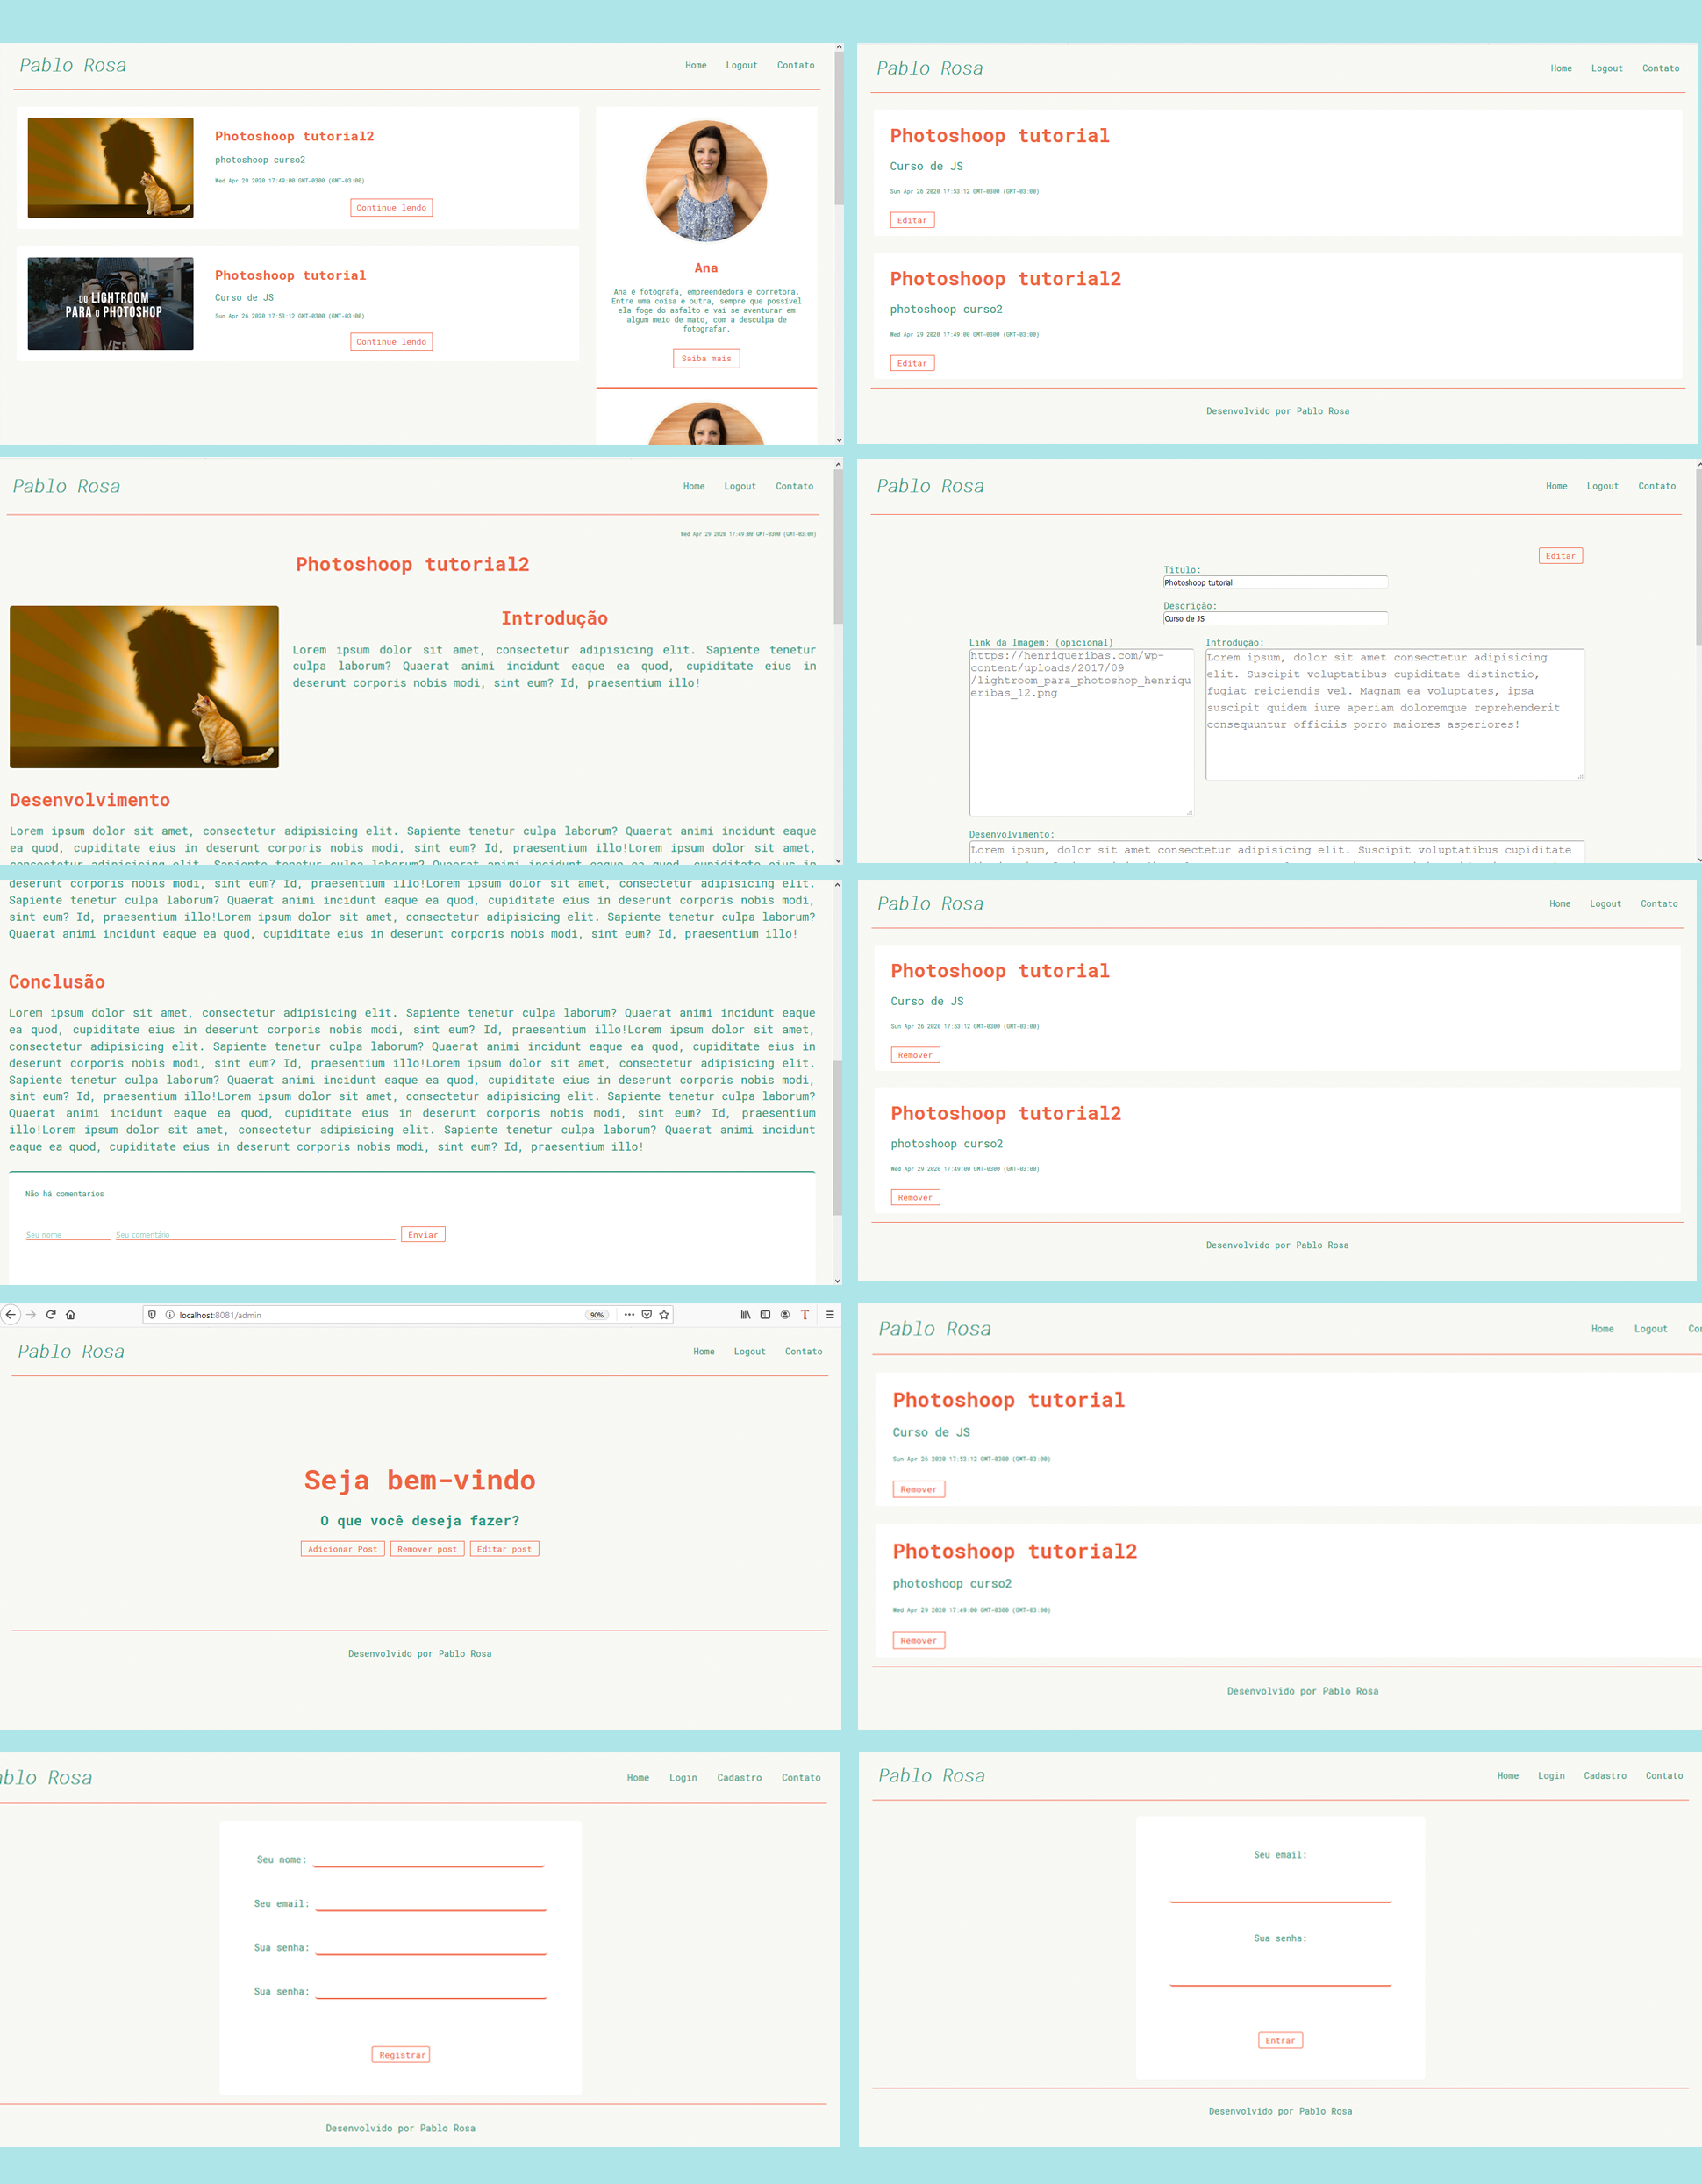 Pablo Rosa
Home Logout Contato
Photoshoop tutorial2
photoshoop curso2
Wed Apr 29 2020 17:49:00 GMT-0300 (GMT-03:00)
Continue lendo
DO LIGHTROOM
PARA O PHOTOSHOP
Photoshoop tutorial
Curso de JS
Sun Apr 26 2020 17:53:12 GMT-0300 (GMT-03:00)
Continue lendo
Ana
Ana é fotógrafa, empreendedora e corretora.
Entre uma coisa e outra, sempre que possível
ela foge do asfalto e vai se aventurar em
algum meio de mato, com a desculpa de
fotografar.
Saiba mais
Pablo Rosa
Home Logout Contato
Photoshoop tutorial
Curso de JS
Sun Apr 26 2020 17:53:12 GMT-0300 (GMT-03:00)
Editar
Photoshoop tutorial2
photoshoop curso2
Wed Apr 29 2020 17:49:00 GMT-0300 (GMT-03:00)
Editar
Desenvolvido por Pablo Rosa
Pablo Rosa
Home Logout Contato
Wed Apr 29 2020 17:49:00 GMT-0300 (GMT-03:00)
Photoshoop tutorial2
Introdução
Lorem ipsum dolor sit amet, consectetur adipisicing elit. Sapiente tenetur
culpa laborum? Quaerat animi incidunt eaque ea quod, cupiditate eius in
deserunt corporis nobis modi, sint eum? Id, praesentium illo!
Desenvolvimento
Lorem ipsum dolor sit amet, consectetur adipisicing elit. Sapiente tenetur culpa laborum? Quaerat animi incidunt eaque
ea quod, cupiditate eius in deserunt corporis nobis modi, sint eum? Id, praesentium illo!Lorem ipsum dolor sit amet,
consectetur adipisicing elit. Sapiente tenetur culpa laborum? Quaerat animi incidunt eaque ea quod, cupiditate eius in
Pablo Rosa
Home Logout Contato
Editar
Titulo:
Photoshoop tutorial
Descrição:
Curso de JS
Link da Imagem: (opicional)
https://henriqueribas.com/wp-
content/uploads/2017/09
/lightroom_para_photoshop_henriqu
eribas_12.png
Introdução:
Lorem ipsum, dolor sit amet consectetur adipisicing
elit. Suscipit voluptatibus cupiditate distinctio,
fugiat reiciendis vel. Magnam ea voluptates, ipsa
suscipit quidem iure aperiam doloremque reprehenderit
consequuntur officiis porro maiores asperiores!
Desenvolvimento:
Lorem ipsum, dolor sit amet consectetur adipisicing elit. Suscipit voluptatibus cupiditate
deserunt corporis nobis modi, sint eum? Id, praesentium illo!Lorem ipsum dolor sit amet, consectetur adipisicing elit.
Sapiente tenetur culpa laborum? Quaerat animi incidunt eaque ea quod, cupiditate eius in deserunt corporis nobis modi,
sint eum? Id, praesentium illo!Lorem ipsum dolor sit amet, consectetur adipisicing elit. Sapiente tenetur culpa laborum?
Quaerat animi incidunt eaque ea quod, cupiditate eius in deserunt corporis nobis modi, sint eum? Id, praesentium illo!
Conclusão
Lorem ipsum dolor sit amet, consectetur adipisicing elit. Sapiente tenetur culpa laborum? Quaerat animi incidunt eaque
ea quod, cupiditate eius in deserunt corporis nobis modi, sint eum? Id, praesentium illo!Lorem ipsum dolor sit amet,
consectetur adipisicing elit. Sapiente tenetur culpa laborum? Quaerat animi incidunt eaque ea quod, cupiditate eius in
deserunt corporis nobis modi, sint eum? Id, praesentium illo!Lorem ipsum dolor sit amet, consectetur adipisicing elit.
Sapiente tenetur culpa laborum? Quaerat animi incidunt eaque ea quod, cupiditate eius in deserunt corporis nobis modi,
sint eum? Id, praesentium illo!Lorem ipsum dolor sit amet, consectetur adipisicing elit. Sapiente tenetur culpa laborum?
Quaerat animi incidunt eaque ea quod, cupiditate eius in deserunt corporis nobis modi, sint eum? Id, praesentium
illo!Lorem ipsum dolor sit amet, consectetur adipisicing elit. Sapiente tenetur culpa laborum? Quaerat animi incidunt
eaque ea quod, cupiditate eius in deserunt corporis nobis modi, sint eum? Id, praesentium illo!
Não há comentarios
Seu nome Seu comentário Enviar
Pablo Rosa
Home Logout Contato
Photoshoop tutorial
Curso de JS
Sun Apr 26 2020 17:53:12 GMT-0300 (GMT-03:00)
Remover
Photoshoop tutorial2
photoshoop curso2
Wed Apr 29 2020 17:49:00 GMT-0300 (GMT-03:00)
Remover
Desenvolvido por Pablo Rosa
localhost:8081/admin 90%
Pablo Rosa
Home Logout Contato
Seja bem-vindo
O que você deseja fazer?
Adicionar Post Remover post Editar post
Desenvolvido por Pablo Rosa
Pablo Rosa
Home Logout Cor
Photoshoop tutorial
Curso de JS
Sun Apr 26 2020 17:53:12 GMT-0300 (GMT-03:00)
Remover
Photoshoop tutorial2
photoshoop curso2
Wed Apr 29 2020 17:49:00 GMT-0300 (GMT-03:00)
Remover
Desenvolvido por Pablo Rosa
ablo Rosa
Home Login Cadastro Contato
Seu nome:
Seu email:
Sua senha:
Sua senha:
Registrar
Desenvolvido por Pablo Rosa
Pablo Rosa
Home Login Cadastro Contato
Seu email:
Sua senha:
Entrar
Desenvolvido por Pablo Rosa